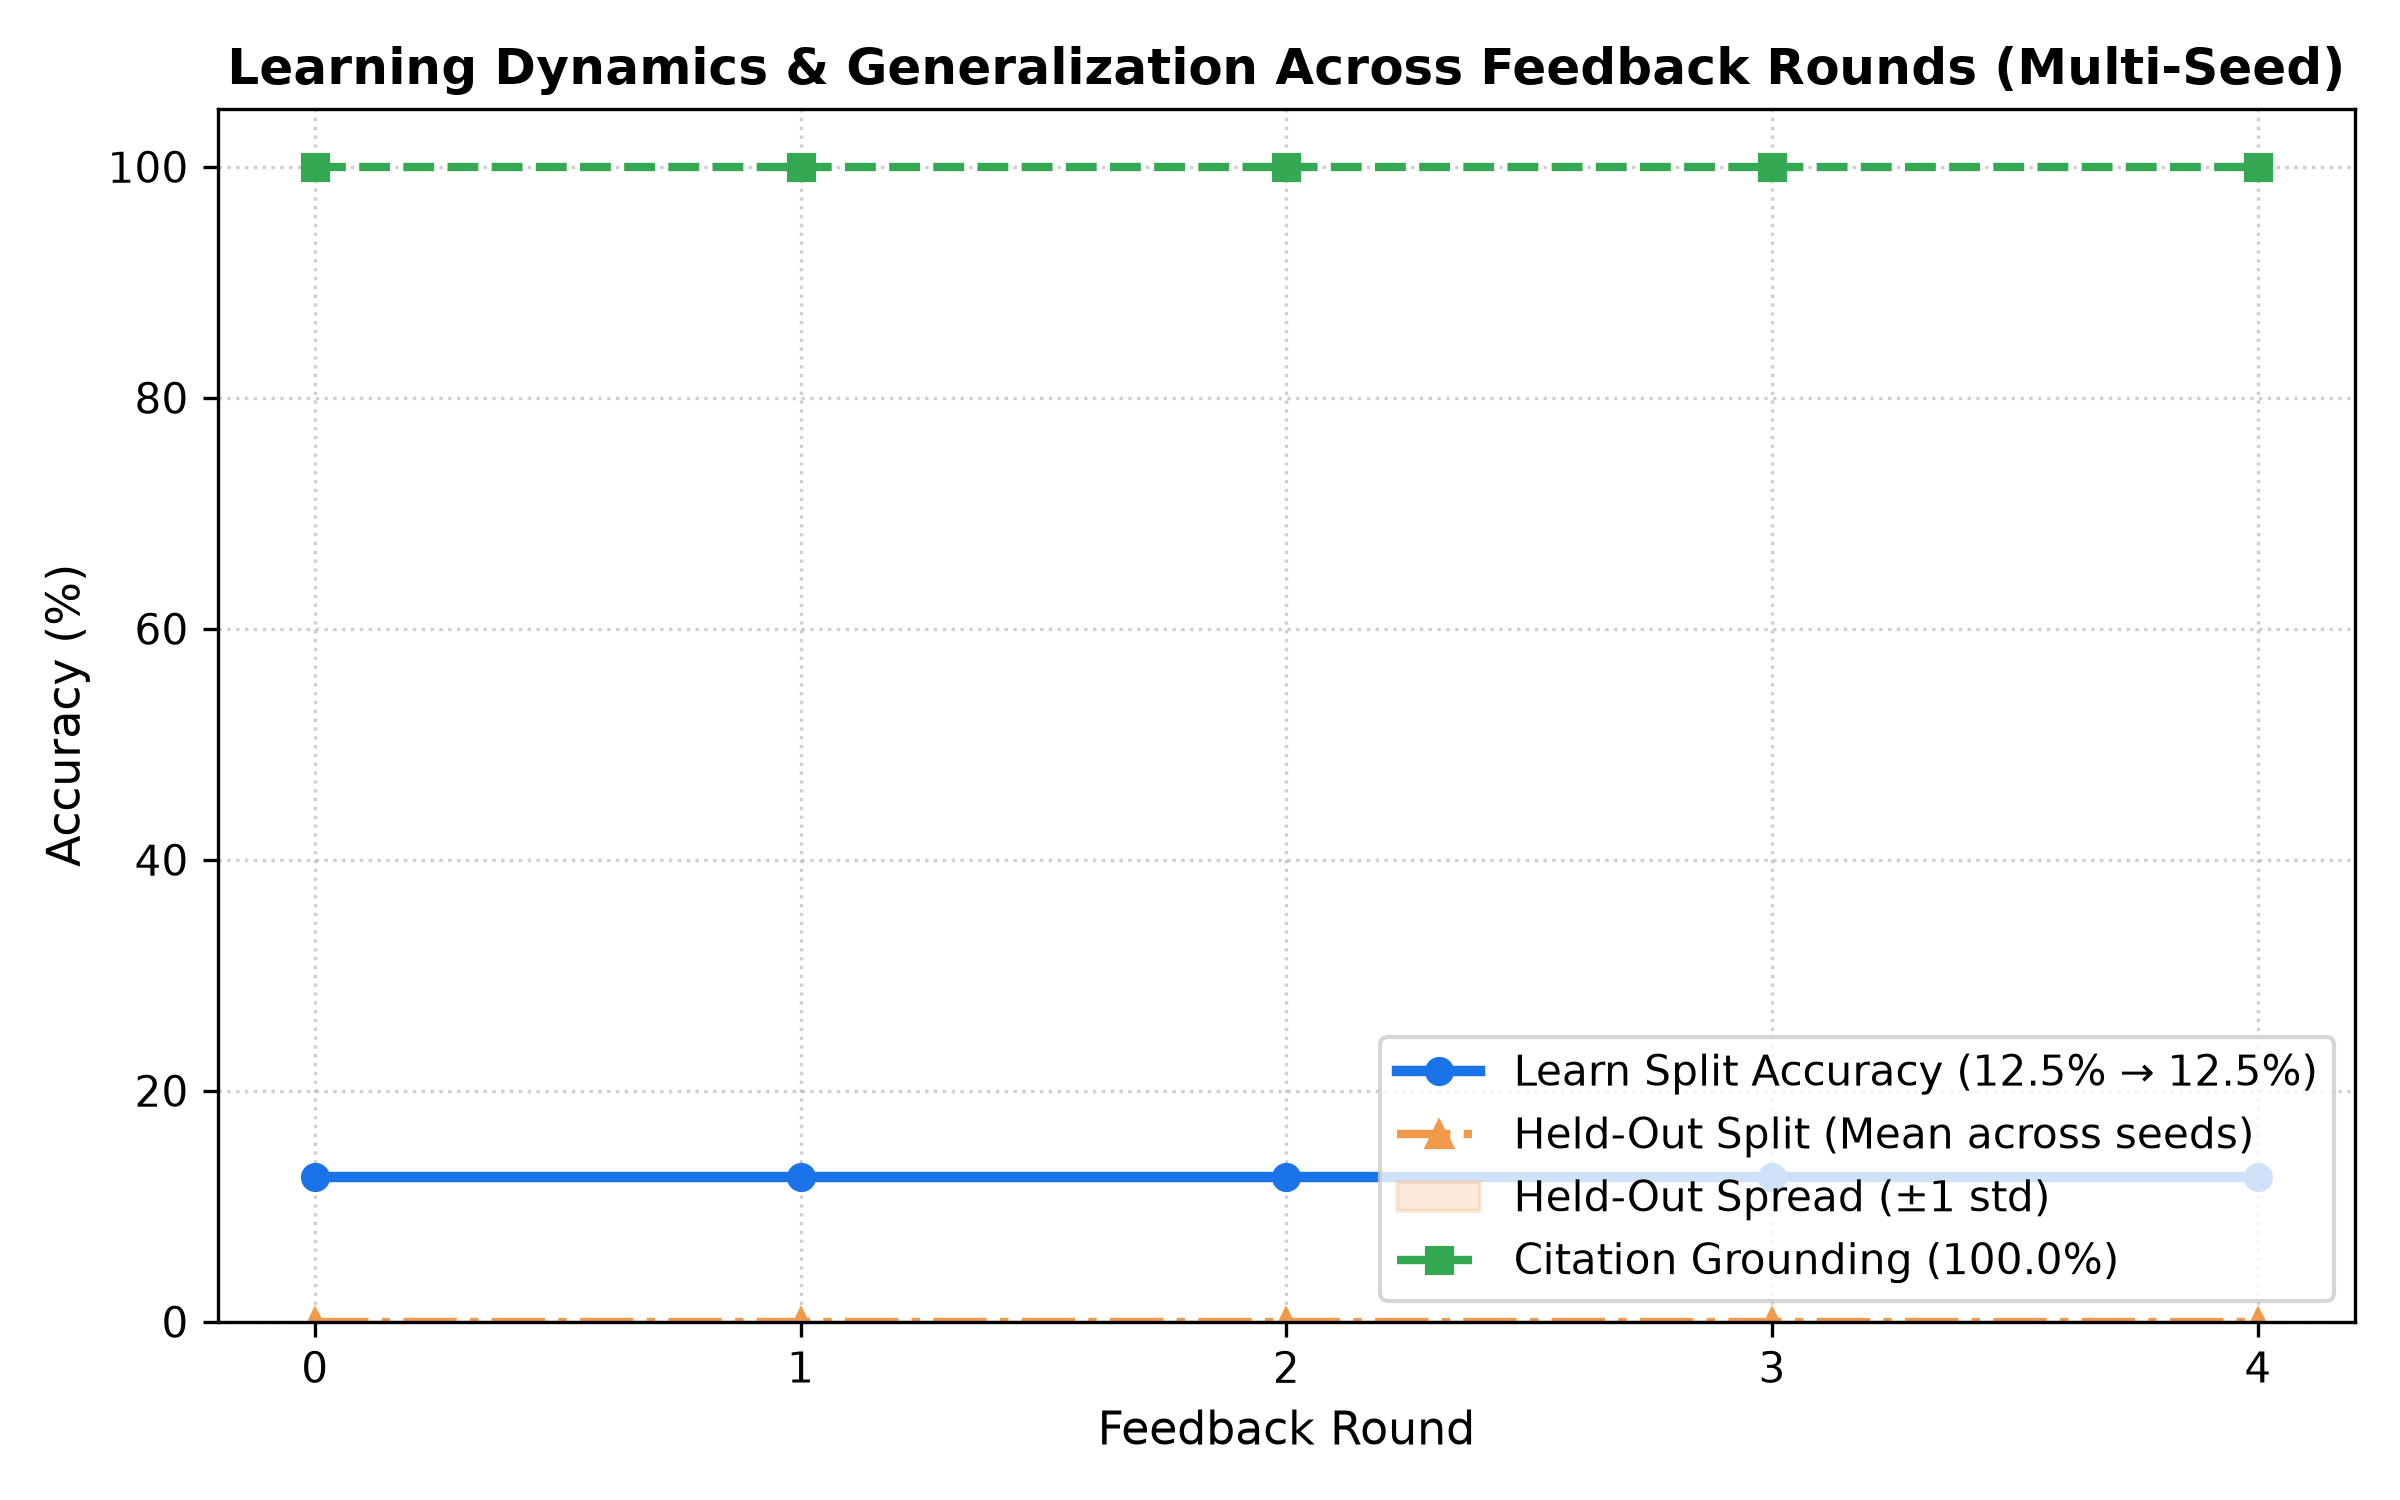 Learning Dynamics & Generalization Across Feedback Rounds (Multi-Seed)
100
80
60
40
20
0
Accuracy (%)
Learn Split Accuracy (12.5% → 12.5%)
Held-Out Split (Mean across seeds)
Held-Out Spread (±1 std)
Citation Grounding (100.0%)
0 1 2 3 4
Feedback Round